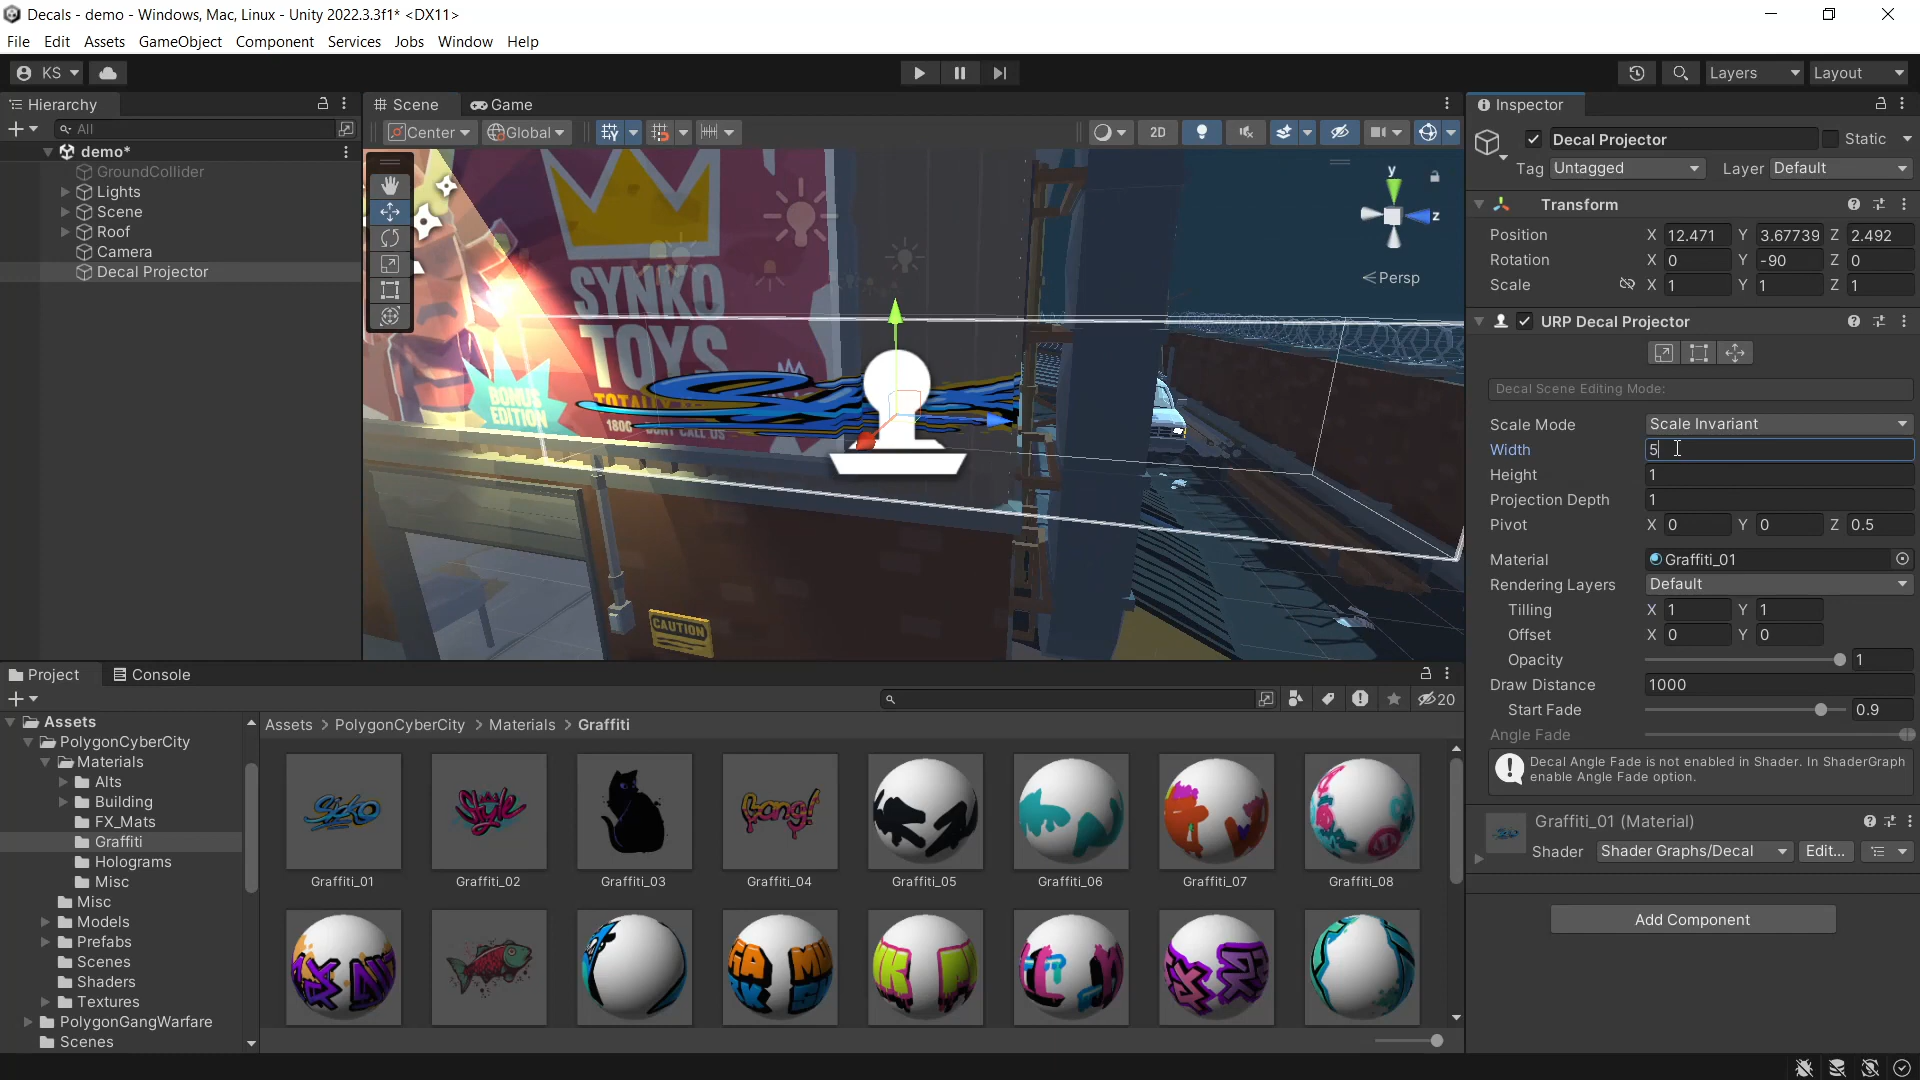 Decals - demo - Windows, Mac, Linux - Unity 2022.3.3f1* <DX11>
File Edit Assets GameObject Component Services Jobs Window Help
KS Layers Layout
Hierarchy
All
demo*
GroundCollider
Lights
Scene
Roof
Camera
Decal Projector
Scene Game
Center Global 2D
SYNKO
TOYS
BONUS
EDITION
CAUTION
y
z
Persp
Inspector
Decal Projector Static
Tag Untagged Layer Default
Transform
Position X 12.471 Y 3.67739 Z 2.492
Rotation X 0 Y -90 Z 0
Scale X 1 Y 1 Z 1
URP Decal Projector
Decal Scene Editing Mode:
Scale Mode Scale Invariant
Width 5
Height 1
Projection Depth 1
Pivot X 0 Y 0 Z 0.5
Material Graffiti_01
Rendering Layers Default
Tilling X 1 Y 1
Offset X 0 Y 0
Opacity 1
Draw Distance 1000
Start Fade 0.9
Angle Fade
Decal Angle Fade is not enabled in Shader. In ShaderGraph
enable Angle Fade option.
Graffiti_01 (Material)
Shader Shader Graphs/Decal Edit...
Add Component
Project Console
20
Assets
PolygonCyberCity
Materials
Alts
Building
FX_Mats
Graffiti
Holograms
Misc
Misc
Models
Prefabs
Scenes
Shaders
Textures
PolygonGangWarfare
Scenes
Assets > PolygonCyberCity > Materials > Graffiti
Style
Bang!
Graffiti_01 Graffiti_02 Graffiti_03 Graffiti_04 Graffiti_05 Graffiti_06 Graffiti_07 Graffiti_08